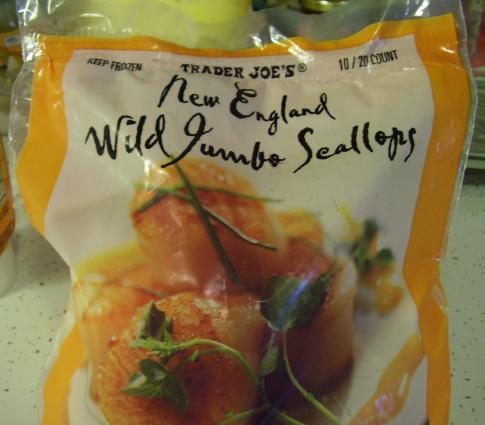 KEEP FROZEN
TRADER JOE'S®
10/20 COUNT
New England
Wild Jumbo Scallops